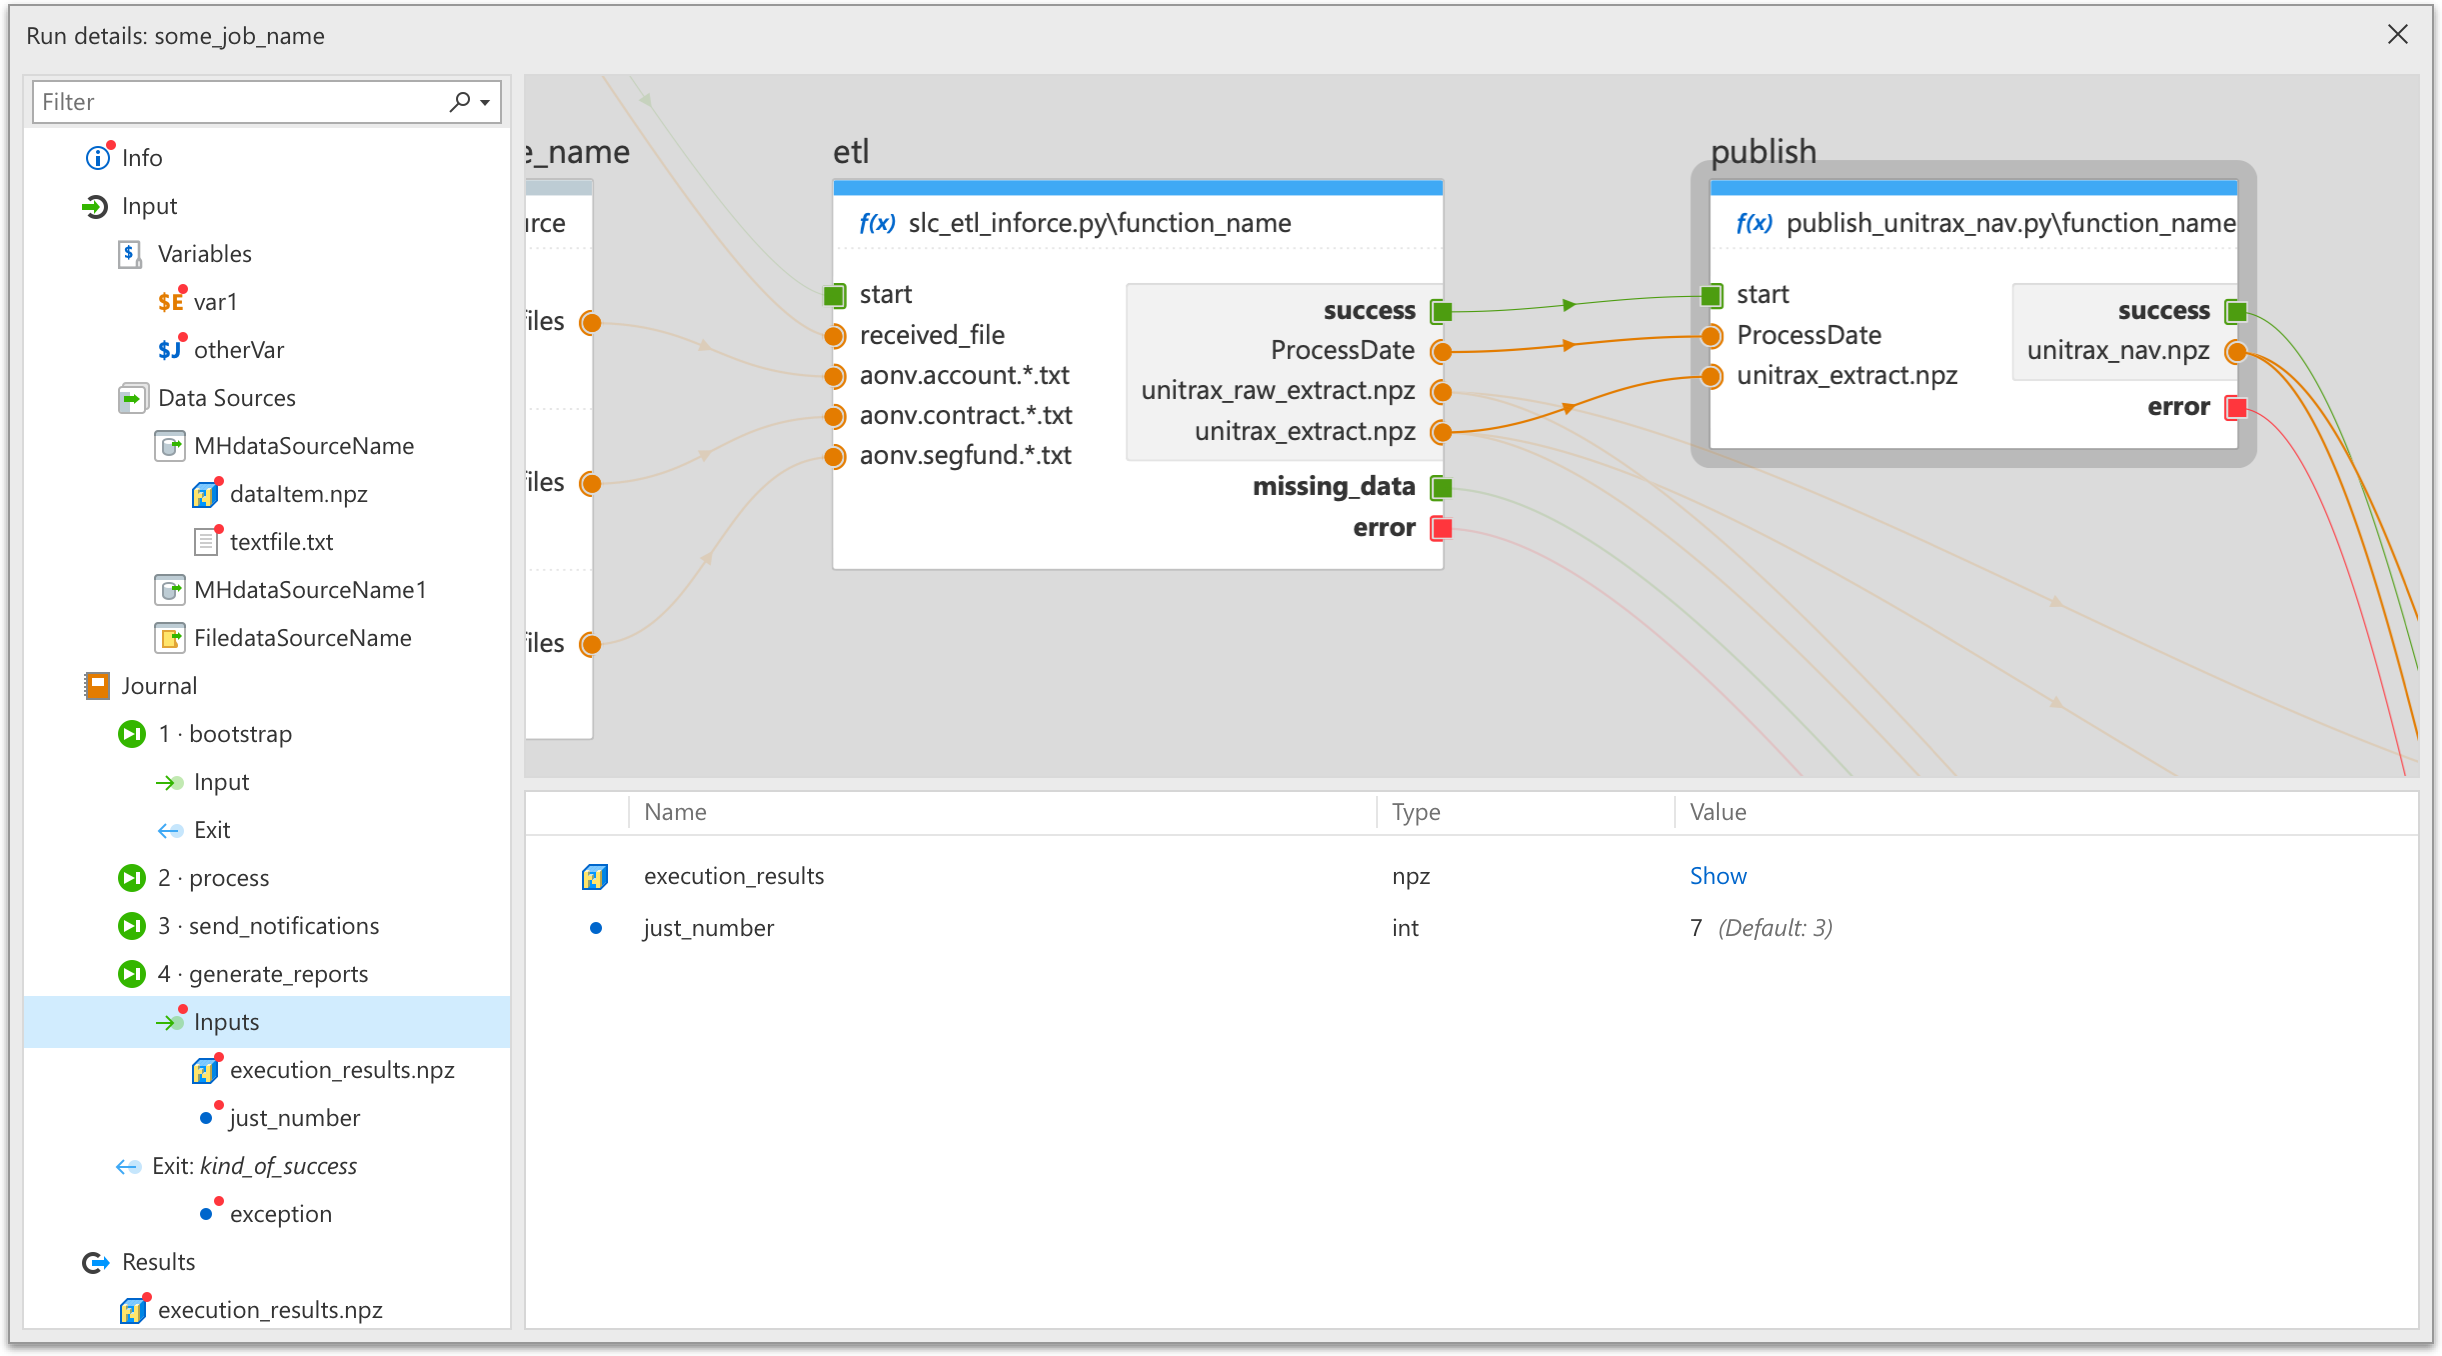 Run details: some_job_name
Filter
Info
Input
Variables
$E var1
$J otherVar
Data Sources
MHdataSourceName
dataItem.npz
textfile.txt
MHdataSourceName1
FiledataSourceName
Journal
1 · bootstrap
Input
Exit
2 · process
3 · send_notifications
4 · generate_reports
Inputs
execution_results.npz
just_number
Exit: kind_of_success
exception
Results
execution_results.npz
e_name
urce
files
files
files
etl
f(x) slc_etl_inforce.py\function_name
start
received_file
aonv.account.*.txt
aonv.contract.*.txt
aonv.segfund.*.txt
success
ProcessDate
unitrax_raw_extract.npz
unitrax_extract.npz
missing_data
error
publish
f(x) publish_unitrax_nav.py\function_name
start
ProcessDate
unitrax_extract.npz
success
unitrax_nav.npz
error
Name Type Value
execution_results npz Show
just_number int 7 (Default: 3)